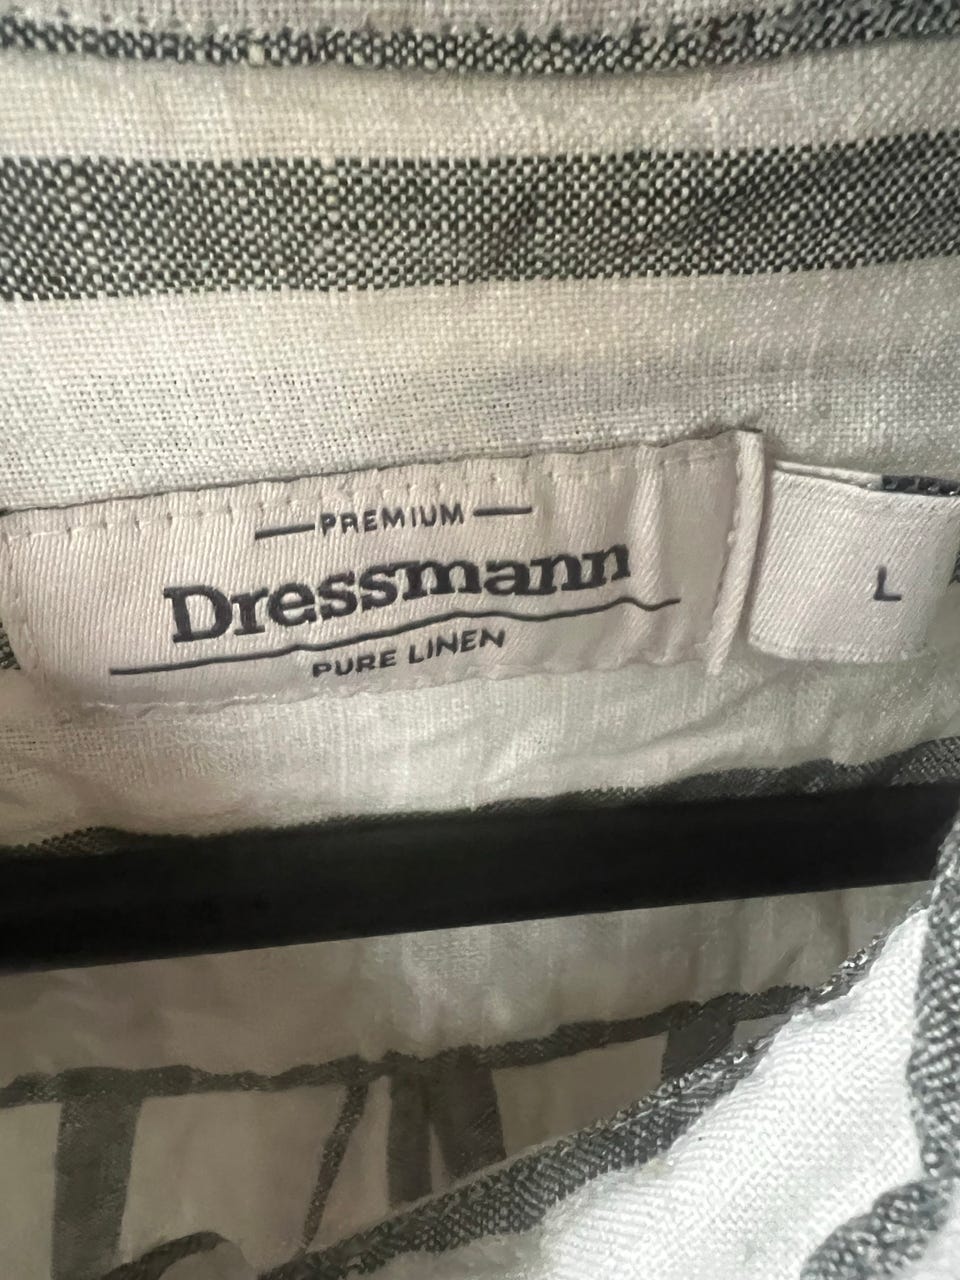 PREMIUM
Dressmann
PURE LINEN
L